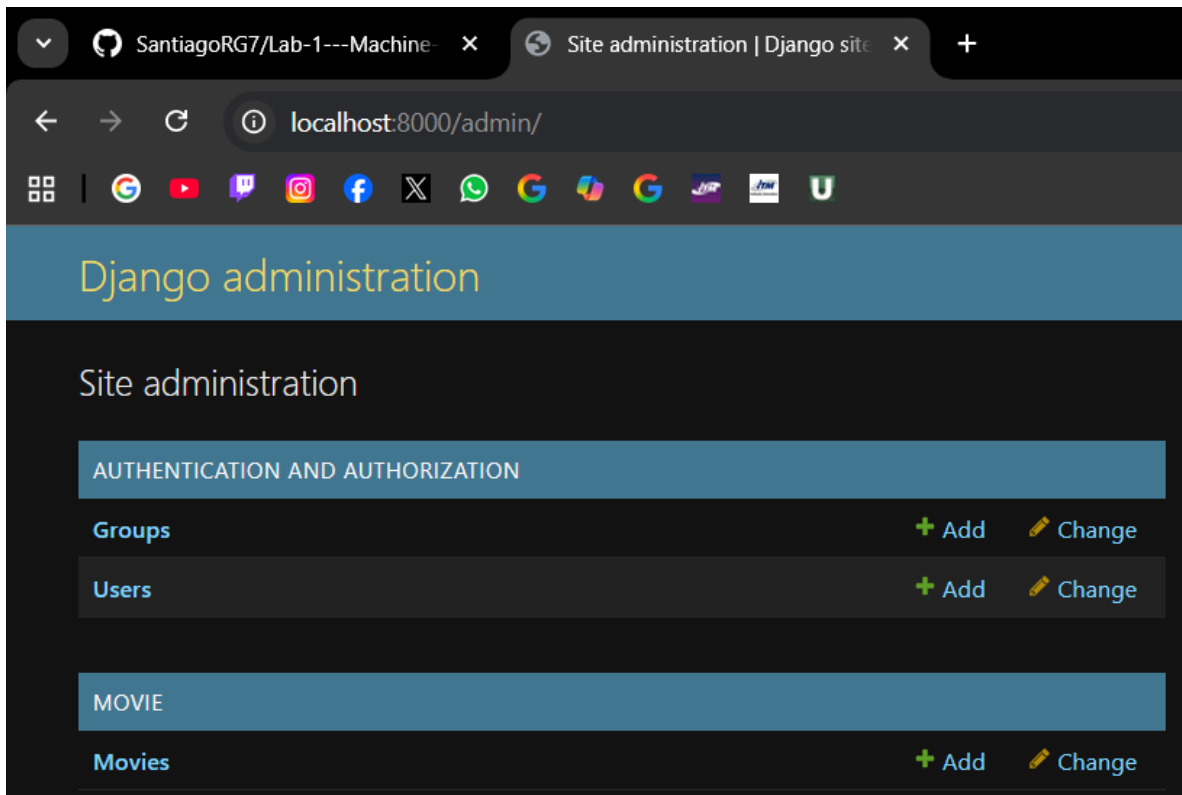 SantiagoRG7/Lab-1---Machine-
Site administration | Django site
localhost:8000/admin/
Django administration
Site administration
AUTHENTICATION AND AUTHORIZATION
Groups Add Change
Users Add Change
MOVIE
Movies Add Change